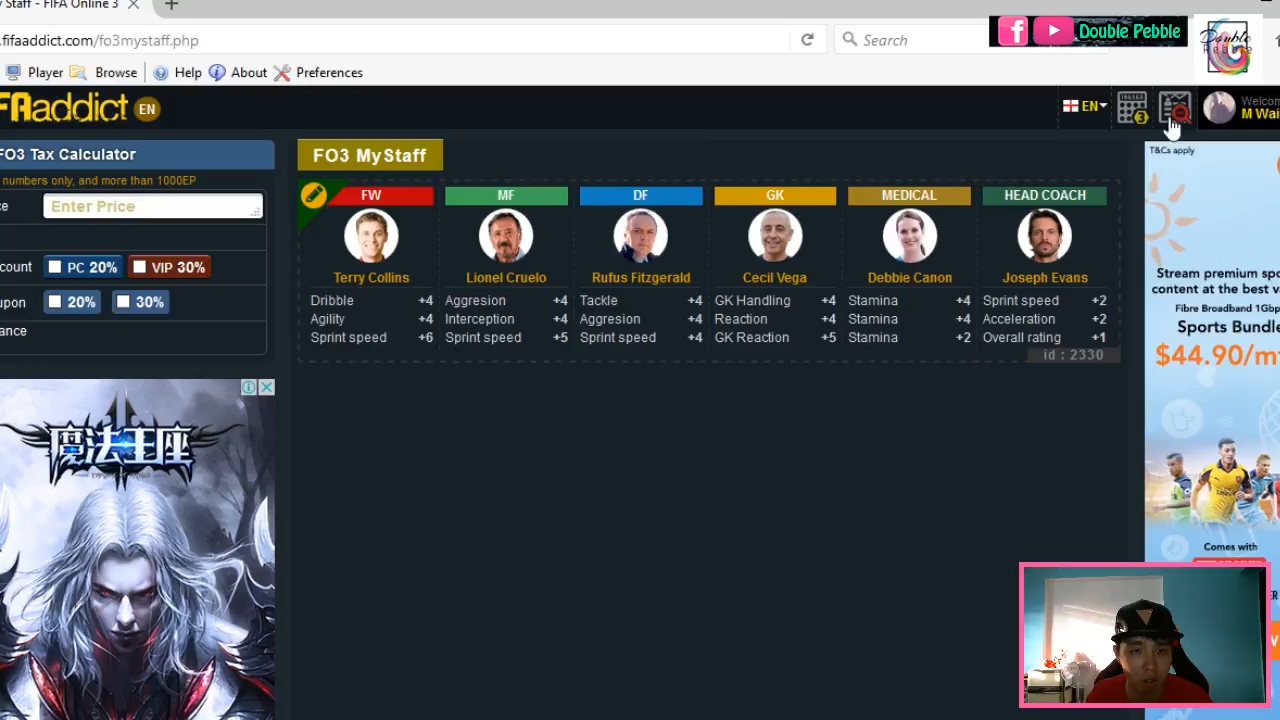 y Staff - FIFA Online 3
.fifaaddict.com/fo3mystaff.php
Search
Double Pebble
Player
Browse
Help
About
Preferences
FAaddict EN
EN
Welcom
M Wai
FO3 Tax Calculator
numbers only, and more than 1000EP
ce
Enter Price
count
PC 20%
VIP 30%
upon
20%
30%
ance
FO3 MyStaff
FW
MF
DF
GK
MEDICAL
HEAD COACH
Terry Collins
Lionel Cruelo
Rufus Fitzgerald
Cecil Vega
Debbie Canon
Joseph Evans
Dribble +4
Agility +4
Sprint speed +6
Aggresion +4
Interception +4
Sprint speed +5
Tackle +4
Aggresion +4
Sprint speed +4
GK Handling +4
Reaction +4
GK Reaction +5
Stamina +4
Stamina +4
Stamina +2
Sprint speed +2
Acceleration +2
Overall rating +1
id : 2330
魔法王座
T&Cs apply
Stream premium spo
content at the best va
Fibre Broadband 1Gbp
Sports Bundle
$44.90/mt
Comes with